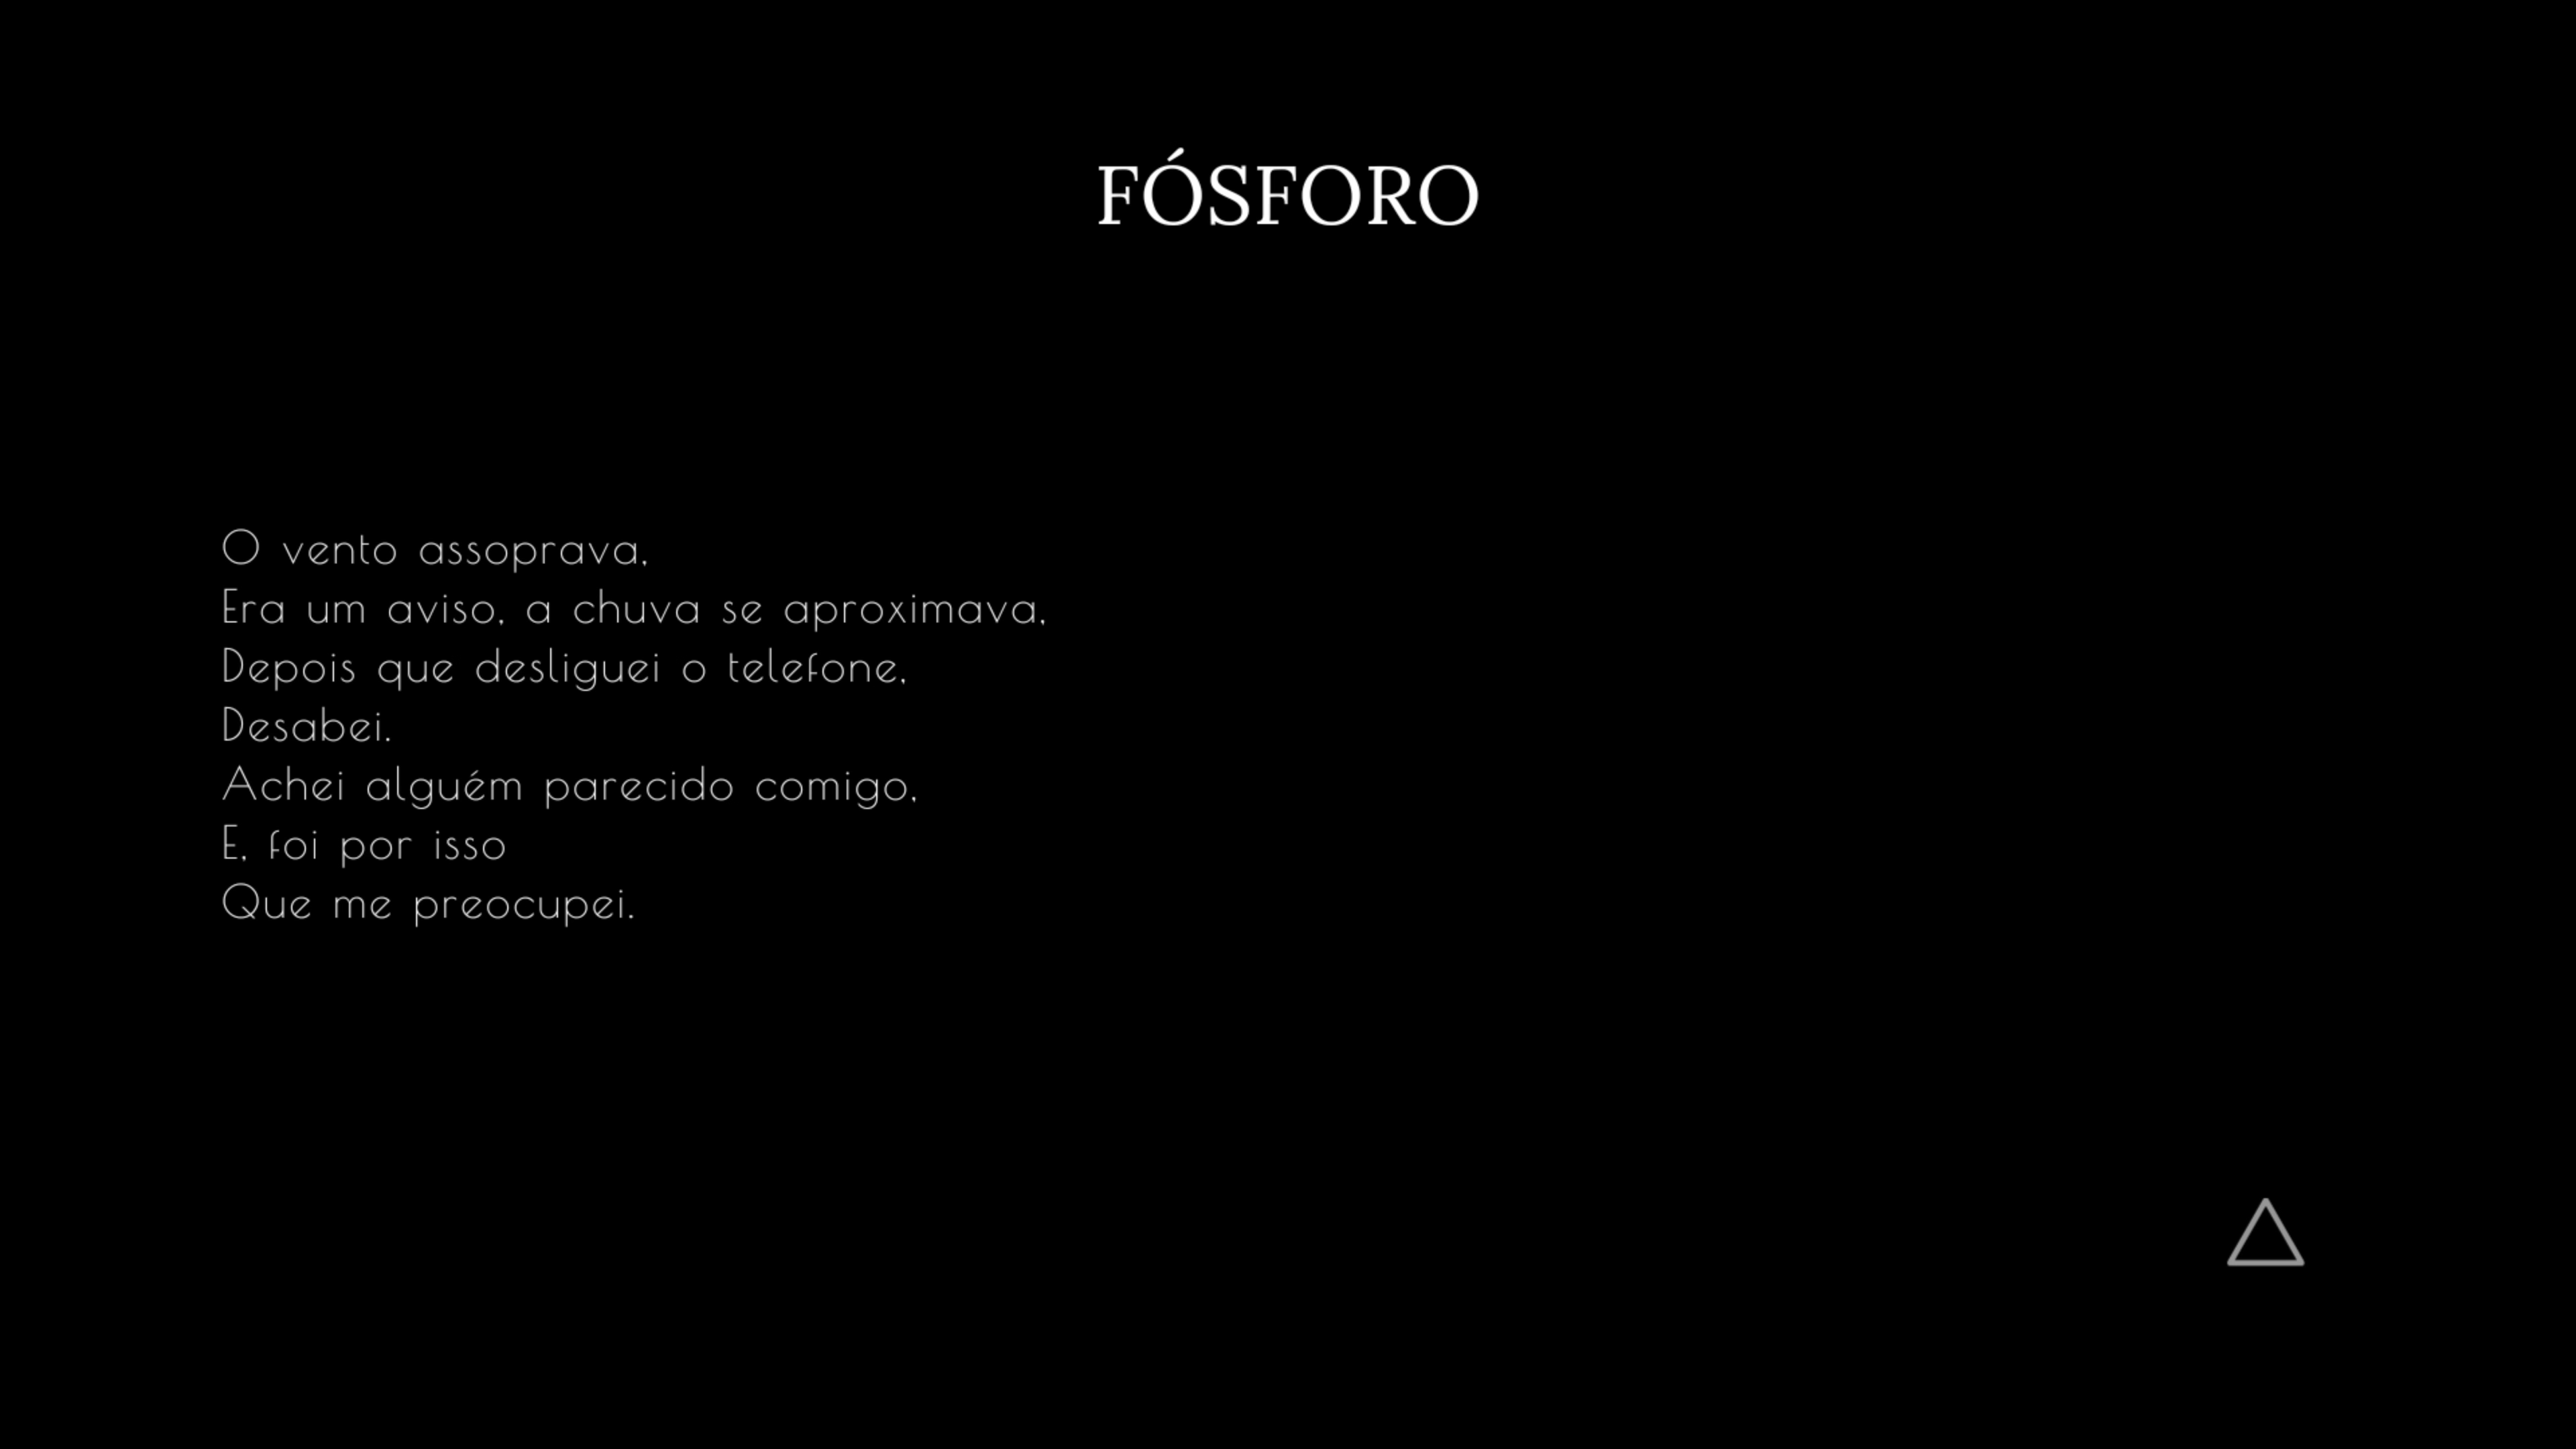 FÓSFORO
O vento assoprava,
Era um aviso, a chuva se aproximava,
Depois que desliguei o telefone,
Desabei.
Achei alguém parecido comigo,
E, foi por isso
Que me preocupei.